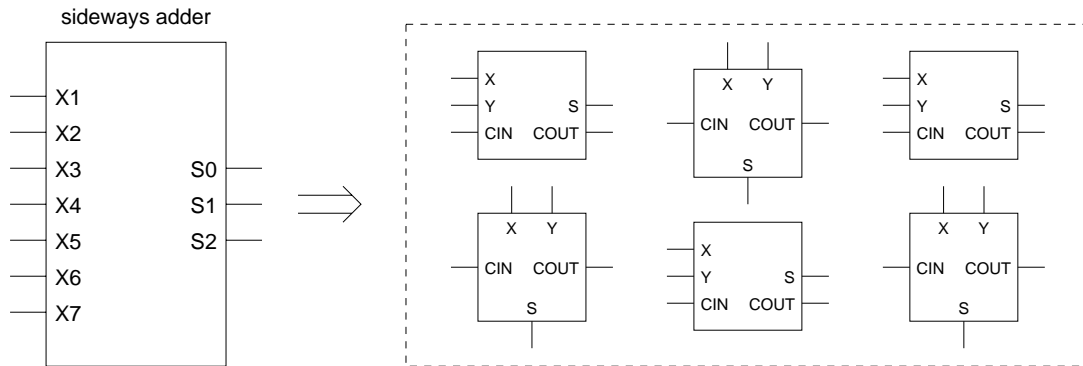 sideways adder
X1
X2
X3 S0
X4 S1
X5 S2
X6
X7
X
Y S
CIN COUT
X Y
CIN COUT
S
X
Y S
CIN COUT
X Y
CIN COUT
S
X
Y S
CIN COUT
X Y
CIN COUT
S